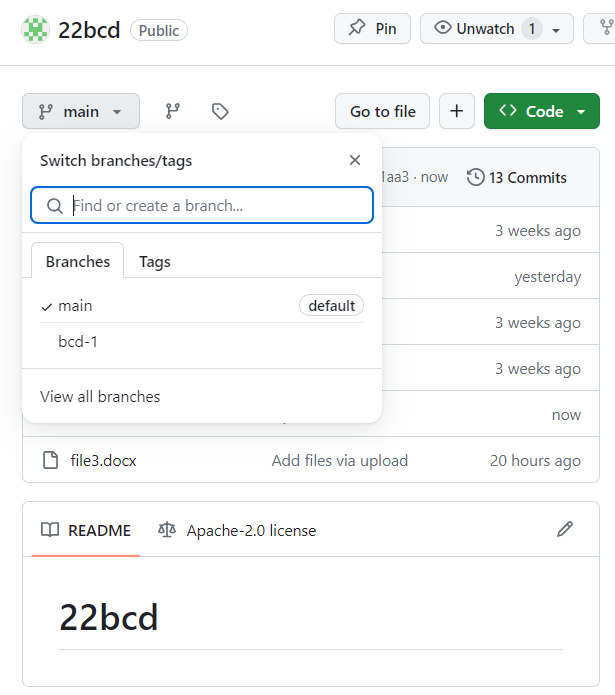 22bcd Public Pin Unwatch 1
main Go to file + Code
Switch branches/tags
1aa3 · now 13 Commits
Find or create a branch...
3 weeks ago
Branches Tags
yesterday
main default
3 weeks ago
bcd-1
3 weeks ago
View all branches
now
file3.docx Add files via upload 20 hours ago
README Apache-2.0 license
22bcd